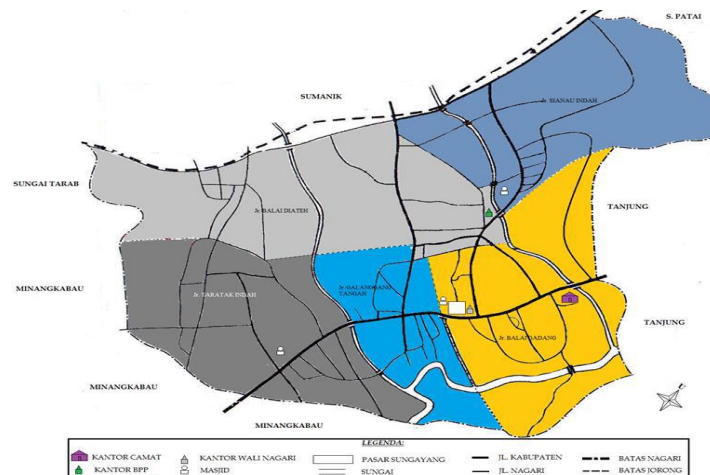 S. PATAI
SUMANIK
Jr. SIANAU INDAH
SUNGAI TARAB
TANJUNG
Jr. BALAI DIATEH
MINANGKABAU
Jr. TARATAK INDAH
Jr. GALANGGANG
TANGAH
TANJUNG
Jr. BALAI GADANG
MINANGKABAU
MINANGKABAU
U
LEGENDA:
KANTOR CAMAT KANTOR WALI NAGARI PASAR SUNGAYANG JL. KABUPATEN BATAS NAGARI
KANTOR BPP MASJID SUNGAI JL. NAGARI BATAS JORONG